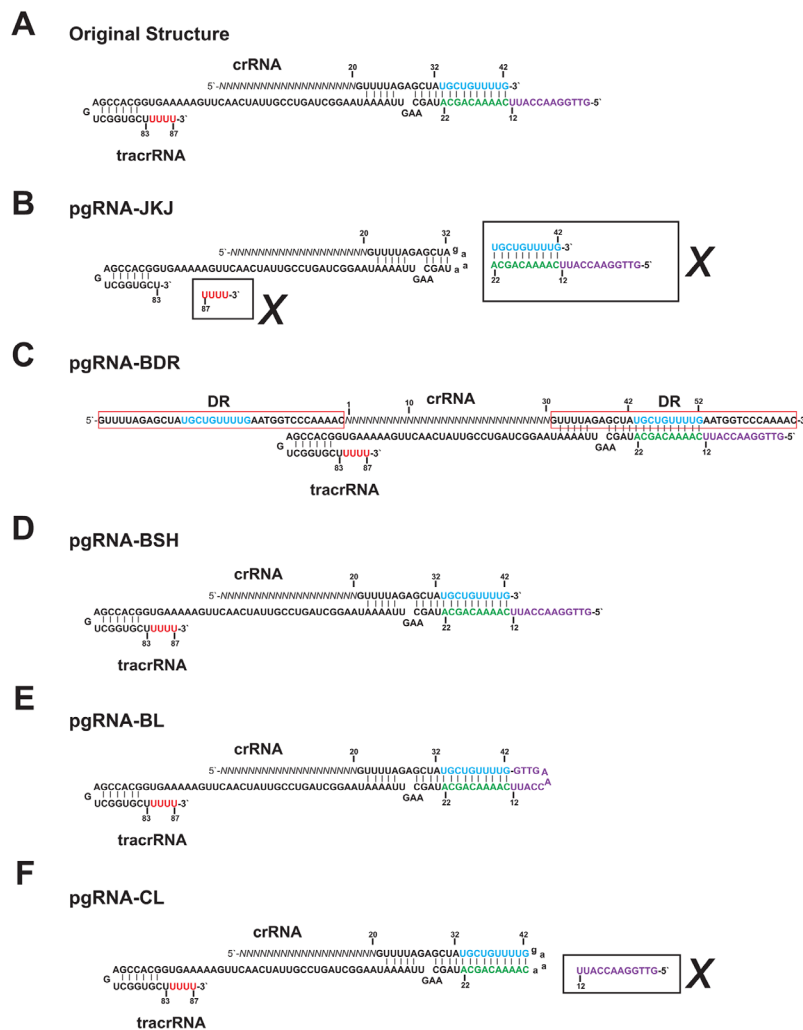 A
Original Structure
crRNA
20 32 42
5`-NNNNNNNNNNNNNNNNNNNNGUUUUAGAGCUAUGCUGUUUUG-3`
AGCCACGGUGAAAAAGUUCAACUAUUGCCUGAUCGGAAUAAAAUU CGAUACGACAAAACUUACCAAGGUUG-5`
G
GAA
UCGGUGCUUUUU-3`
22 12
83 87
tracrRNA
B
pgRNA-JKJ
20 32
5`-NNNNNNNNNNNNNNNNNNNNGUUUUAGAGCUA
g
a
a
a
AGCCACGGUGAAAAAGUUCAACUAUUGCCUGAUCGGAAUAAAAUU CGAU
G
GAA
UCGGUGCU-3`
83
UUUU-3`
87
X
42
UGCUGUUUUG-3`
ACGACAAAACUUACCAAGGUUG-5`
22 12
X
C
pgRNA-BDR
DR crRNA DR
1 10 30 42 52
5`-GUUUUAGAGCUAUGCUGUUUUGAAUGGUCCCAAAACNNNNNNNNNNNNNNNNNNNNNNNNNNNNNNGUUUUAGAGCUAUGCUGUUUUGAAUGGUCCCAAAAC-3
AGCCACGGUGAAAAAGUUCAACUAUUGCCUGAUCGGAAUAAAAUU CGAUACGACAAAACUUACCAAGGUUG-5`
G
GAA
UCGGUGCUUUUU-3`
22 12
83 87
tracrRNA
D
pgRNA-BSH
crRNA
20 32 42
5`-NNNNNNNNNNNNNNNNNNNNGUUUUAGAGCUAUGCUGUUUUG-3`
AGCCACGGUGAAAAAGUUCAACUAUUGCCUGAUCGGAAUAAAAUU CGAUACGACAAAACUUACCAAGGUUG-5`
G
GAA
UCGGUGCUUUUU-3`
22 12
83 87
tracrRNA
E
pgRNA-BL
crRNA
20 32 42
5`-NNNNNNNNNNNNNNNNNNNNGUUUUAGAGCUAUGCUGUUUUG-GTTG
A
A
AGCCACGGUGAAAAAGUUCAACUAUUGCCUGAUCGGAAUAAAAUU CGAUACGACAAAACUUACC
G
GAA
UCGGUGCUUUUU-3`
22 12
83 87
tracrRNA
F
pgRNA-CL
crRNA
20 32 42
5`-NNNNNNNNNNNNNNNNNNNNGUUUUAGAGCUAUGCUGUUUUG
g
a
a
a
AGCCACGGUGAAAAAGUUCAACUAUUGCCUGAUCGGAAUAAAAUU CGAUACGACAAAAC
G
GAA
UCGGUGCUUUUU-3`
22
83 87
tracrRNA
UUACCAAGGUUG-5`
12
X